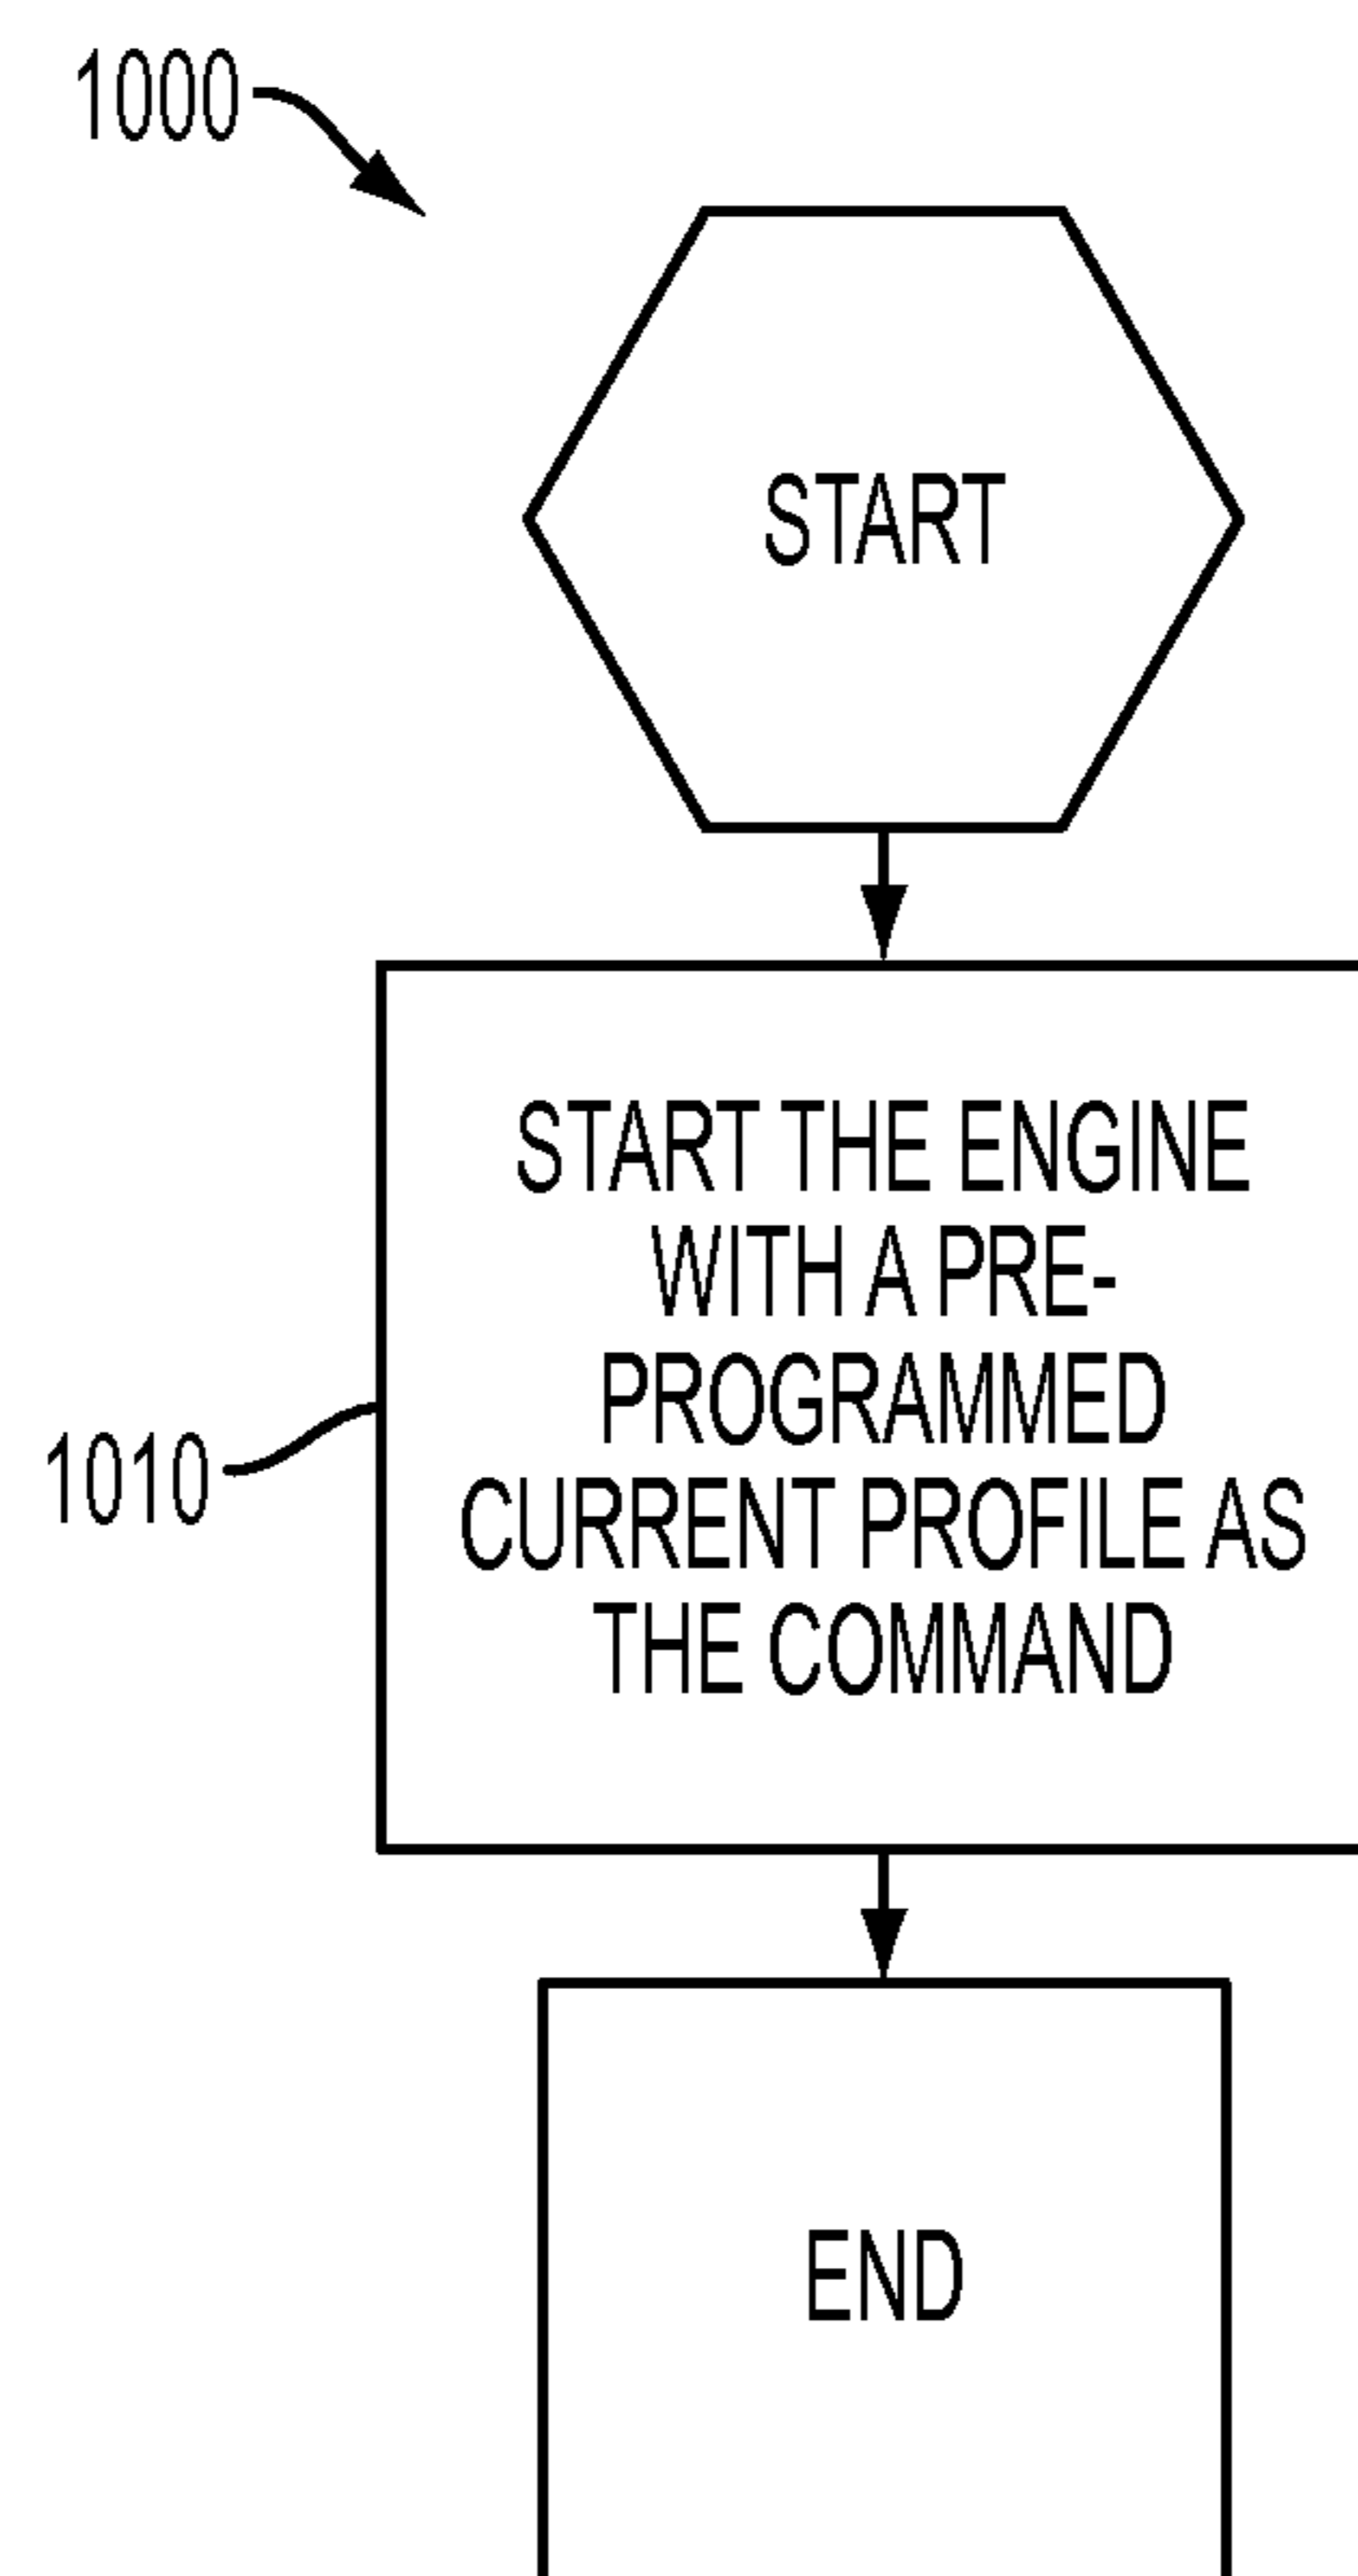 1000
START
START THE ENGINE
WITH A PRE-
PROGRAMMED
CURRENT PROFILE AS
THE COMMAND
1010
END